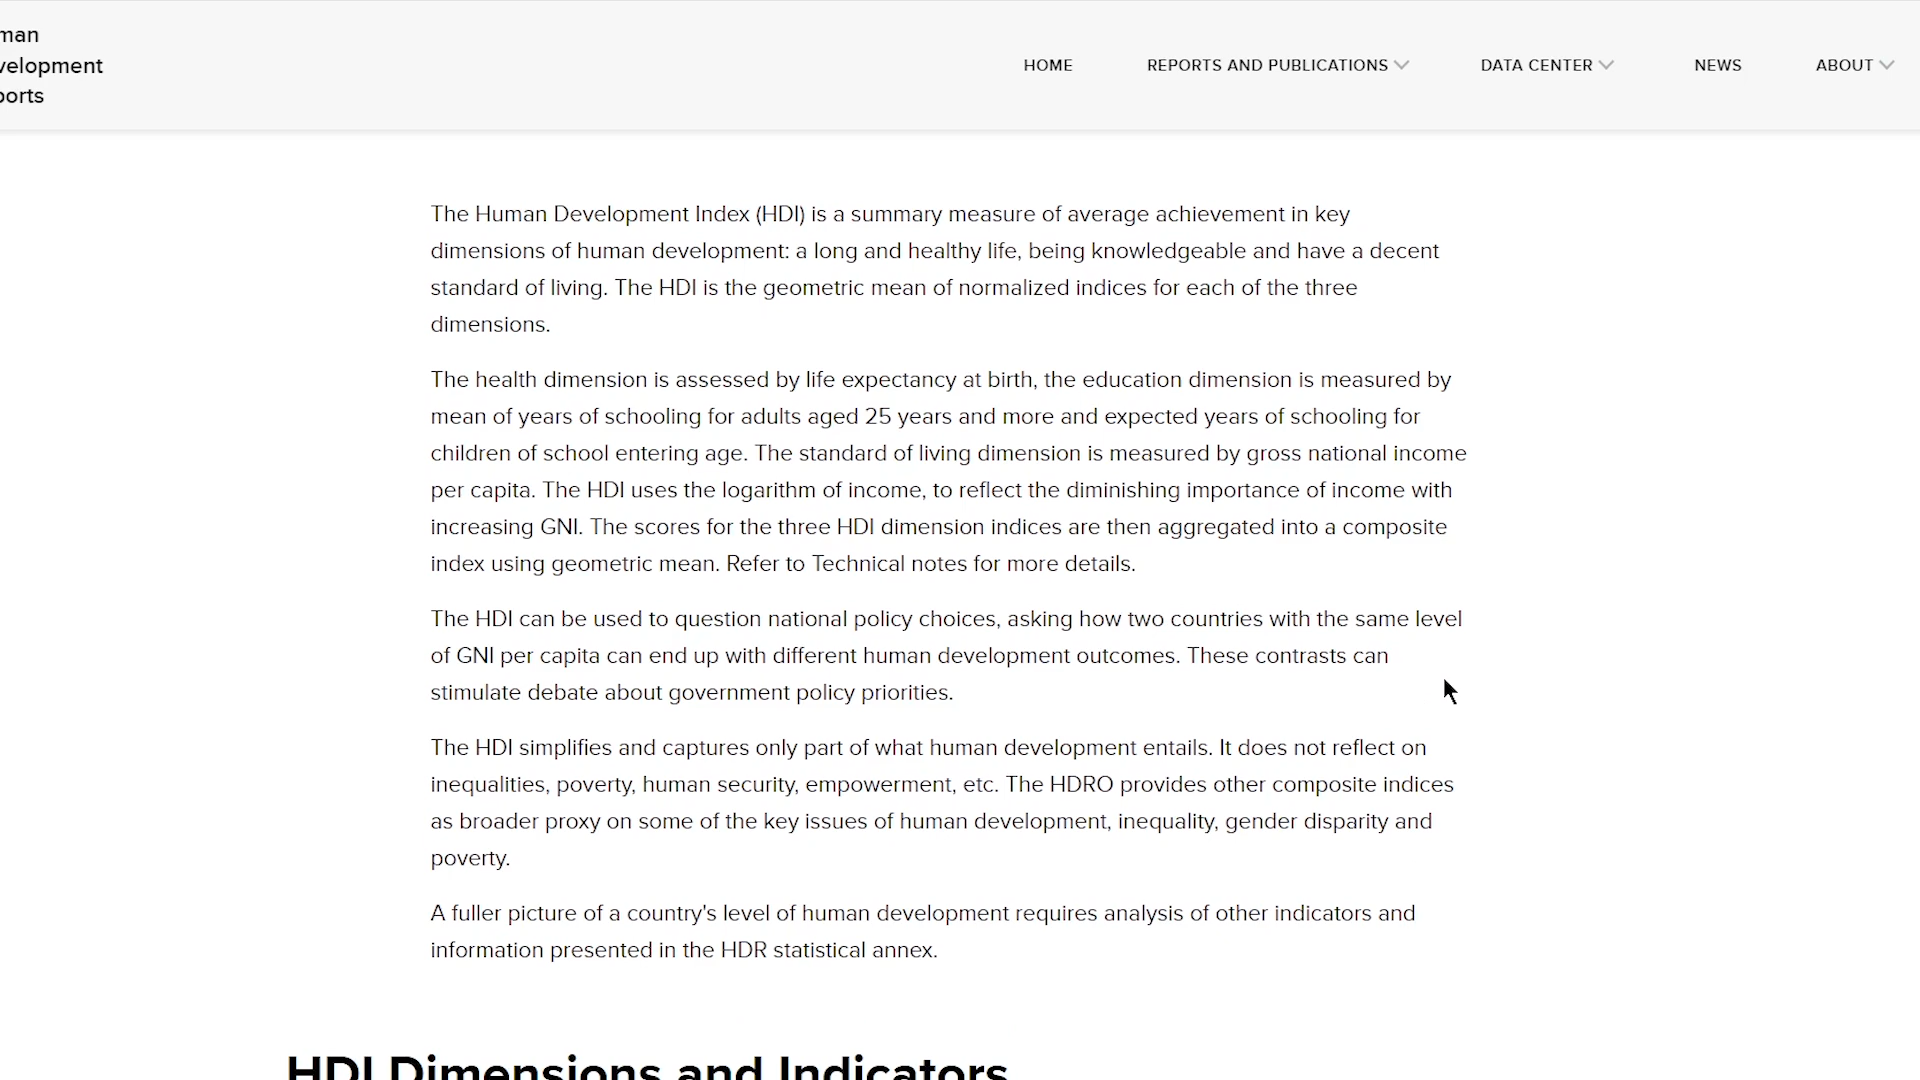 man
velopment
ports
HOME
REPORTS AND PUBLICATIONS
DATA CENTER
NEWS
ABOUT
The Human Development Index (HDI) is a summary measure of average achievement in key
dimensions of human development: a long and healthy life, being knowledgeable and have a decent
standard of living. The HDI is the geometric mean of normalized indices for each of the three
dimensions.
The health dimension is assessed by life expectancy at birth, the education dimension is measured by
mean of years of schooling for adults aged 25 years and more and expected years of schooling for
children of school entering age. The standard of living dimension is measured by gross national income
per capita. The HDI uses the logarithm of income, to reflect the diminishing importance of income with
increasing GNI. The scores for the three HDI dimension indices are then aggregated into a composite
index using geometric mean. Refer to Technical notes for more details.
The HDI can be used to question national policy choices, asking how two countries with the same level
of GNI per capita can end up with different human development outcomes. These contrasts can
stimulate debate about government policy priorities.
The HDI simplifies and captures only part of what human development entails. It does not reflect on
inequalities, poverty, human security, empowerment, etc. The HDRO provides other composite indices
as broader proxy on some of the key issues of human development, inequality, gender disparity and
poverty.
A fuller picture of a country's level of human development requires analysis of other indicators and
information presented in the HDR statistical annex.
HDI Dimensions and Indicators